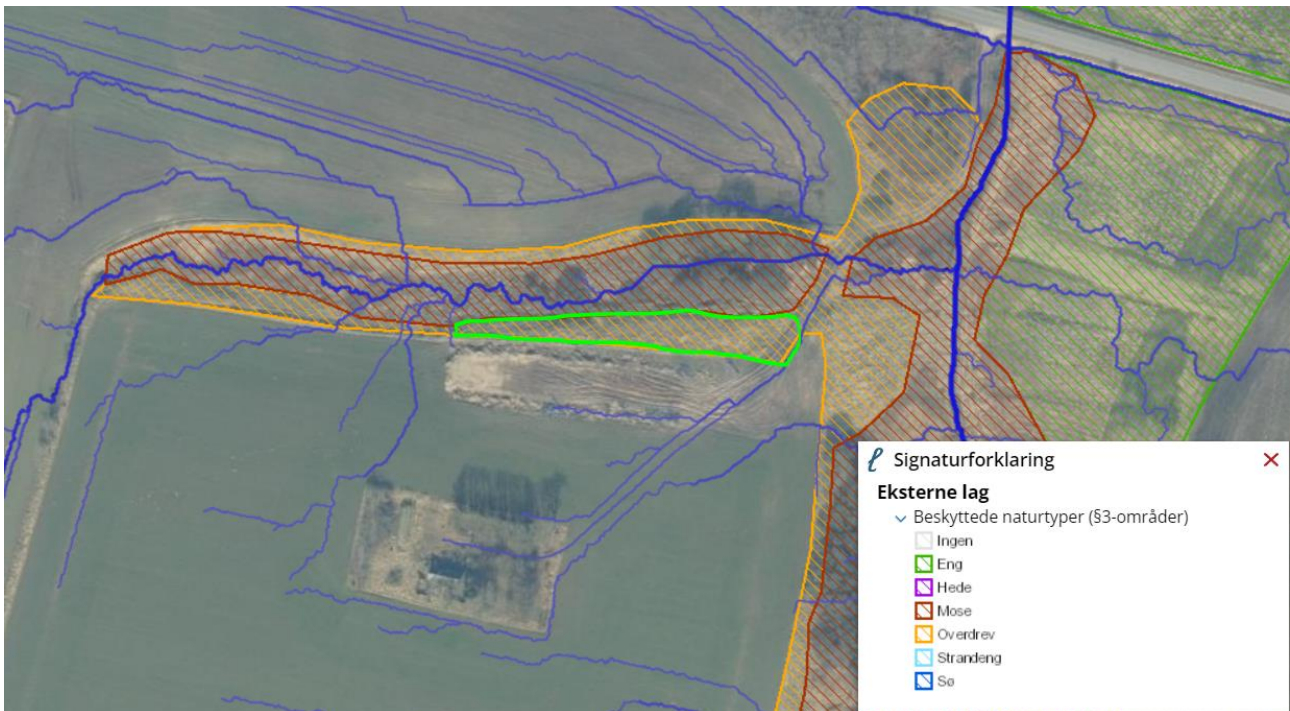 Signaturforklaring
Eksterne lag
Beskyttede naturtyper (§3-områder)
Ingen
Eng
Hede
Mose
Overdrev
Strandeng
Sø